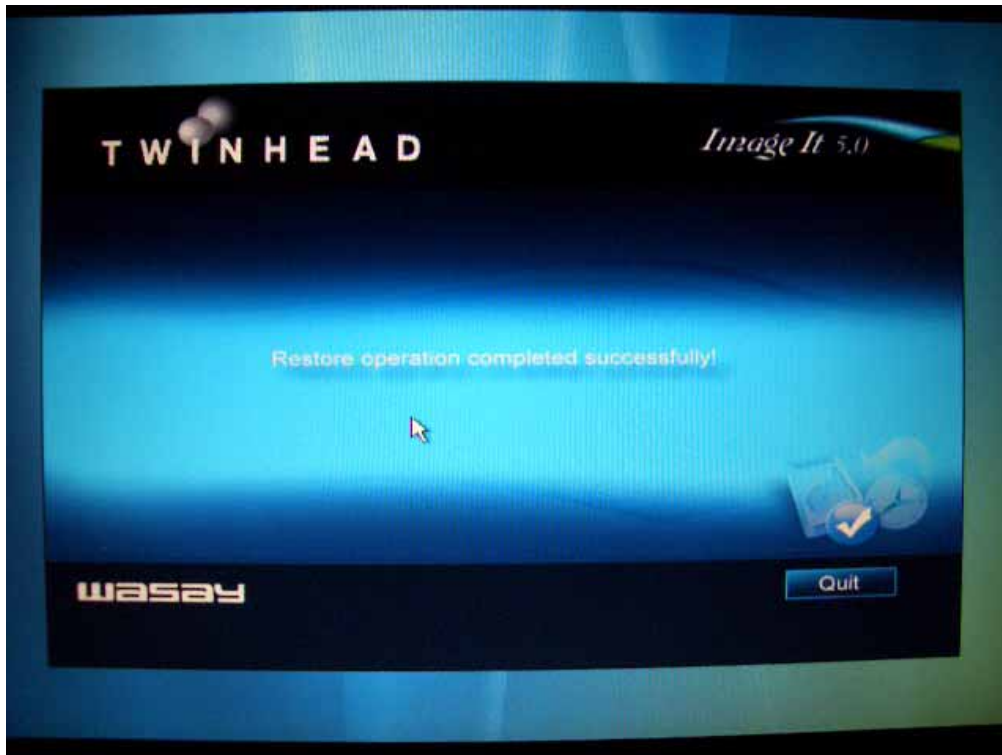 TWINHEAD
Image It 5.0
Restore operation completed successfully!
wasay
Quit